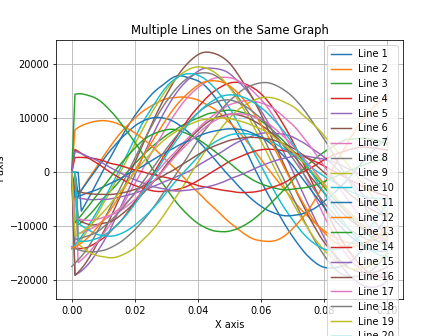 Multiple Lines on the Same Graph
20000
10000
0
−10000
−20000
0.00
0.02
0.04
0.06
X axis
Line 1
Line 2
Line 3
Line 4
Line 5
Line 6
Line 7
Line 8
Line 9
Line 10
Line 11
Line 12
Line 13
Line 14
Line 15
Line 16
Line 17
Line 18
Line 19
Line 20